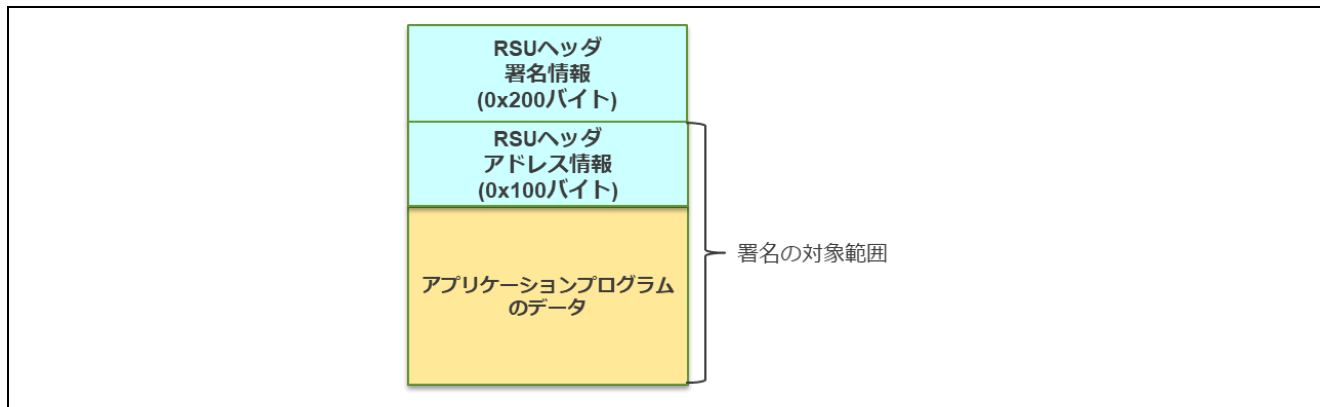 RSUヘッダ
署名情報
(0x200バイト)
RSUヘッダ
アドレス情報
(0x100バイト)
アプリケーションプログラム
のデータ
署名の対象範囲